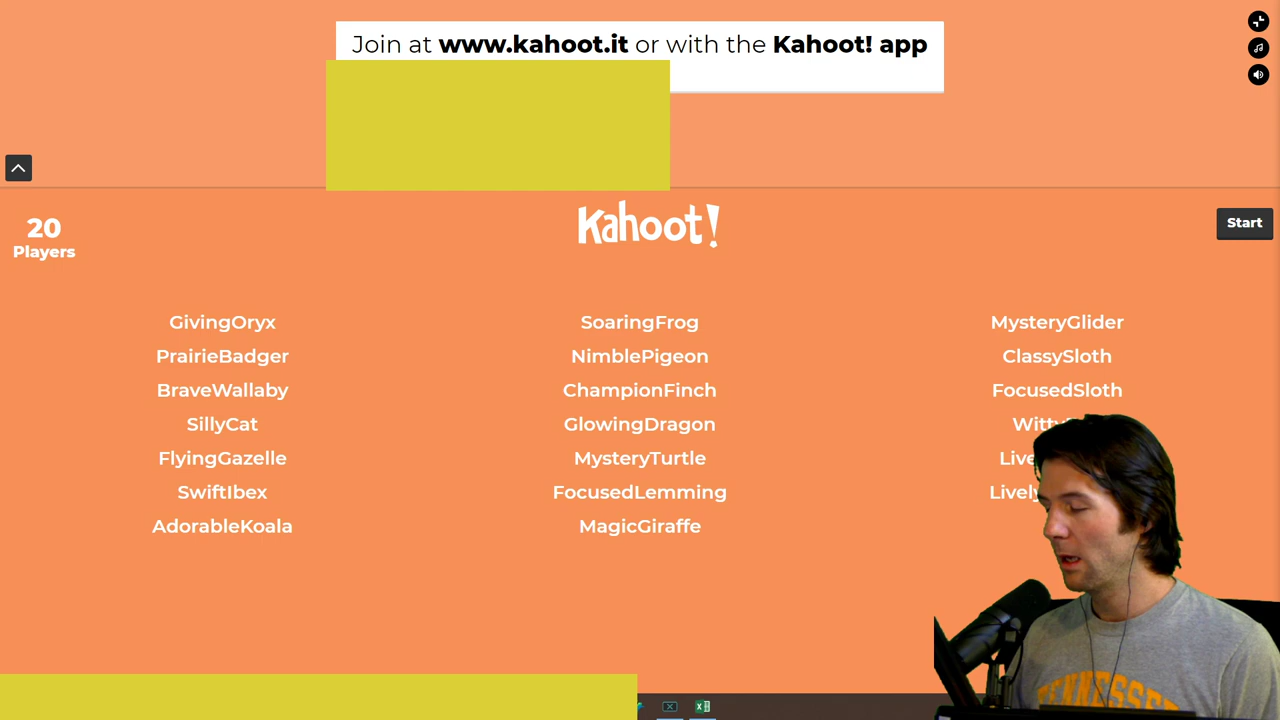 Join at www.kahoot.it or with the Kahoot! app
20
Players
Kahoot!
Start
GivingOryx
SoaringFrog
MysteryGlider
PrairieBadger
NimblePigeon
ClassySloth
BraveWallaby
ChampionFinch
FocusedSloth
SillyCat
GlowingDragon
FlyingGazelle
MysteryTurtle
SwiftIbex
FocusedLemming
AdorableKoala
MagicGiraffe
TENNESSEE